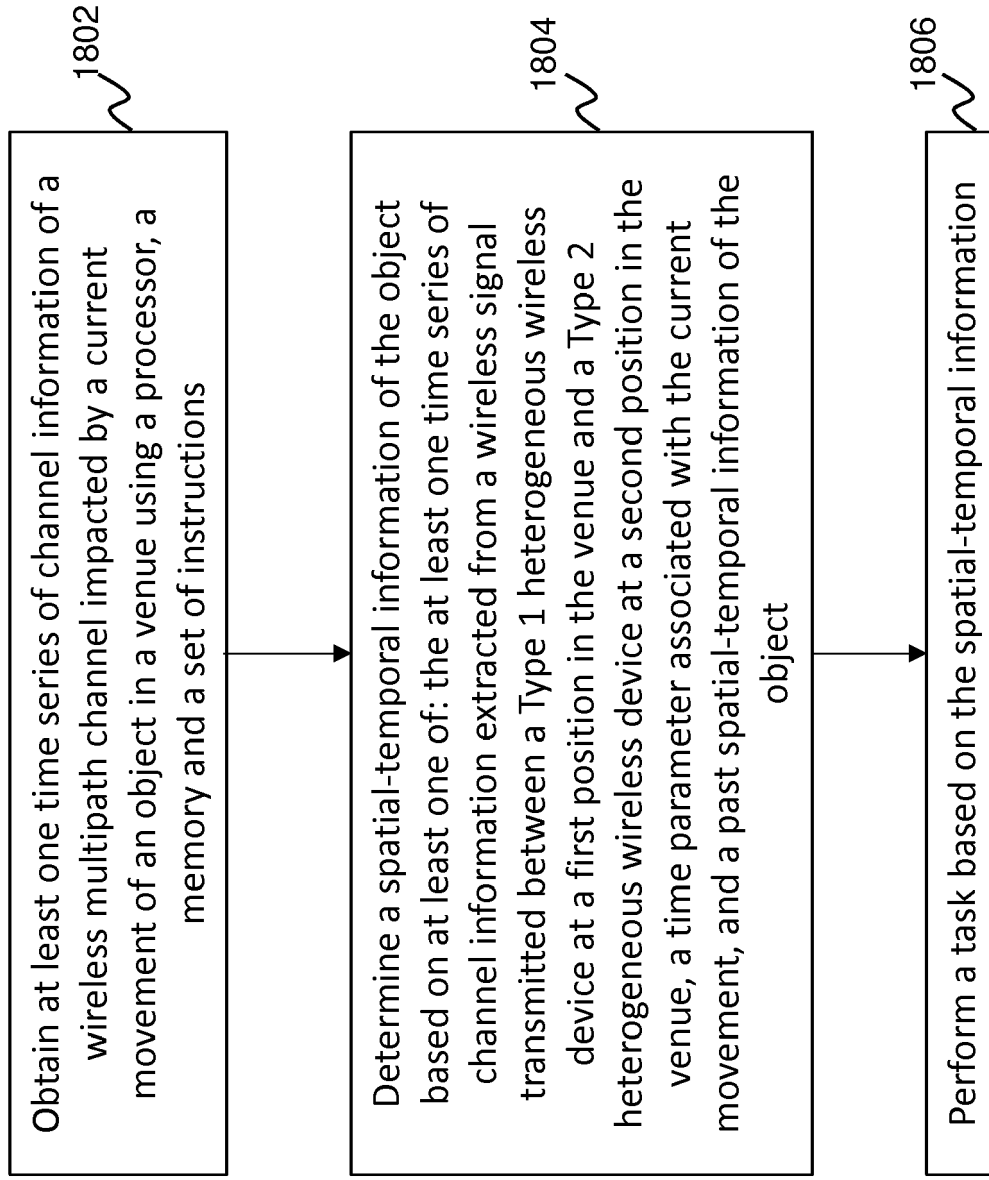 Obtain at least one time series of channel information of a
wireless multipath channel impacted by a current
movement of an object in a venue using a processor, a
memory and a set of instructions
1802
Determine a spatial-temporal information of the object
based on at least one of: the at least one time series of
channel information extracted from a wireless signal
transmitted between a Type 1 heterogeneous wireless
device at a first position in the venue and a Type 2
heterogeneous wireless device at a second position in the
venue, a time parameter associated with the current
movement, and a past spatial-temporal information of the
object
1804
Perform a task based on the spatial-temporal information
1806